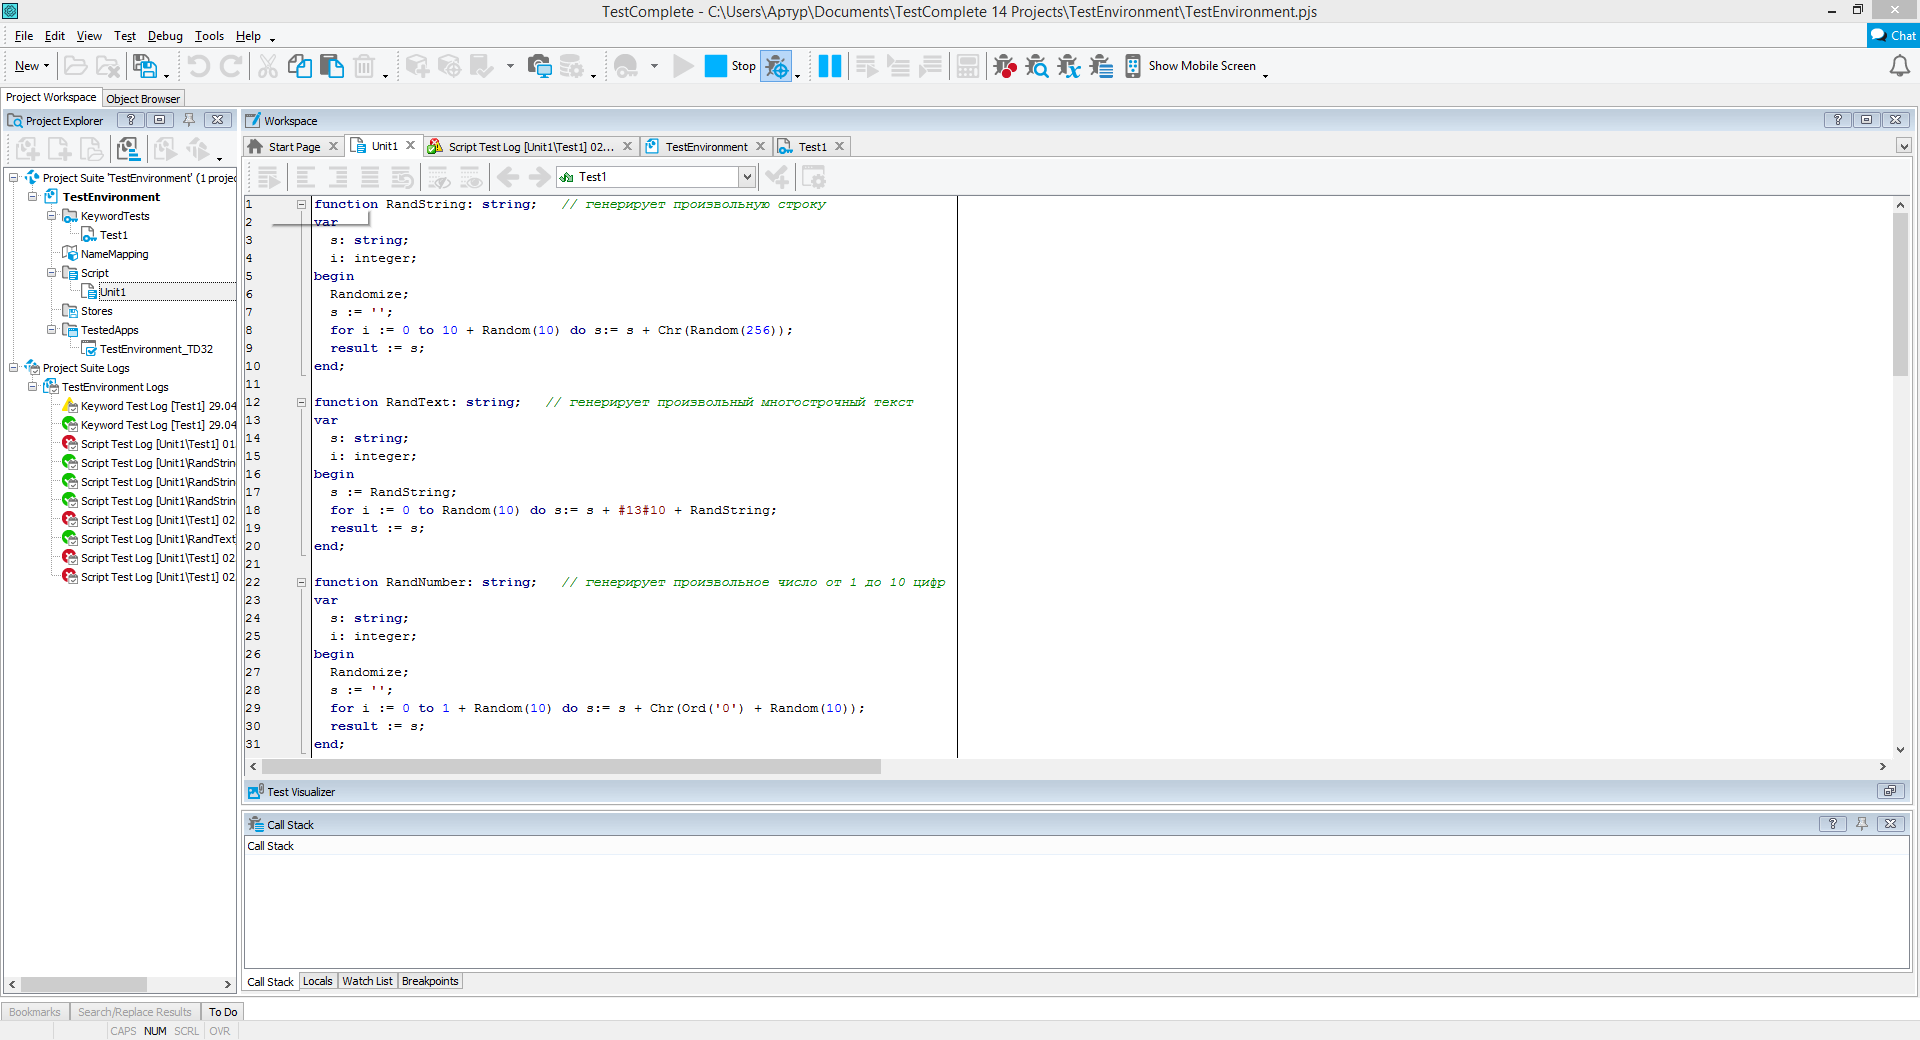 TestComplete - C:\Users\Артур\Documents\TestComplete 14 Projects\TestEnvironment\TestEnvironment.pjs
File Edit View Test Debug Tools Help
Chat
New Stop Show Mobile Screen
Project Workspace Object Browser
Project Explorer
Workspace
Start Page Unit1 Script Test Log [Unit1\Test1] 02... TestEnvironment Test1
Test1
Project Suite 'TestEnvironment' (1 projec
TestEnvironment
KeywordTests
Test1
NameMapping
Script
Unit1
Stores
TestedApps
TestEnvironment_TD32
Project Suite Logs
TestEnvironment Logs
Keyword Test Log [Test1] 29.04
Keyword Test Log [Test1] 29.04
Script Test Log [Unit1\Test1] 01
Script Test Log [Unit1\RandStrin
Script Test Log [Unit1\RandStrin
Script Test Log [Unit1\RandStrin
Script Test Log [Unit1\Test1] 02
Script Test Log [Unit1\RandText
Script Test Log [Unit1\Test1] 02
Script Test Log [Unit1\Test1] 02
1 function RandString: string; // генерирует произвольную строку
2 var
3 s: string;
4 i: integer;
5 begin
6 Randomize;
7 s := '';
8 for i := 0 to 10 + Random(10) do s:= s + Chr(Random(256));
9 result := s;
10 end;
11
12 function RandText: string; // генерирует произвольный многострочный текст
13 var
14 s: string;
15 i: integer;
16 begin
17 s := RandString;
18 for i := 0 to Random(10) do s:= s + #13#10 + RandString;
19 result := s;
20 end;
21
22 function RandNumber: string; // генерирует произвольное число от 1 до 10 цифр
23 var
24 s: string;
25 i: integer;
26 begin
27 Randomize;
28 s := '';
29 for i := 0 to 1 + Random(10) do s:= s + Chr(Ord('0') + Random(10));
30 result := s;
31 end;
Test Visualizer
Call Stack
Call Stack
Call Stack Locals Watch List Breakpoints
Bookmarks Search/Replace Results To Do
CAPS NUM SCRL OVR